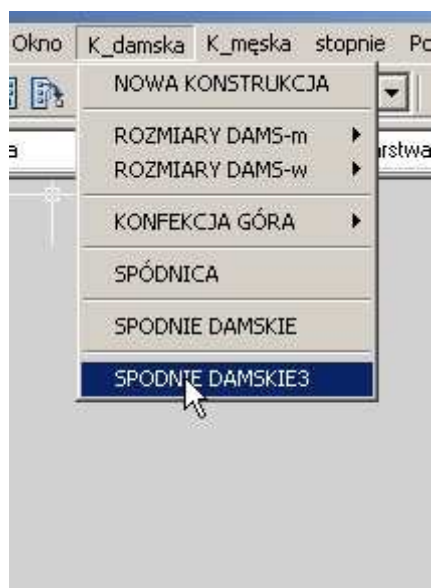 Okno K_damska K_męska stopnie Po
NOWA KONSTRUKCJA
ROZMIARY DAMS-m
ROZMIARY DAMS-w
KONFEKCJA GÓRA
SPÓDNICA
SPODNIE DAMSKIE
SPODNIE DAMSKIE3